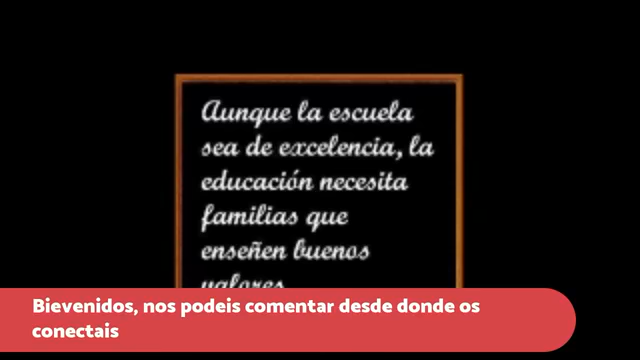 Aunque la escuela
sea de excelencia, la
educación necesita
familias que
enseñen buenos
valores
Bievenidos, nos podeis comentar desde donde os
conectais